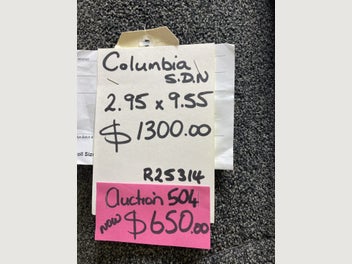 Columbia
S.D.N
2.95 x 9.55
$1300.00
R25314
Auction 504
NOW $650.00